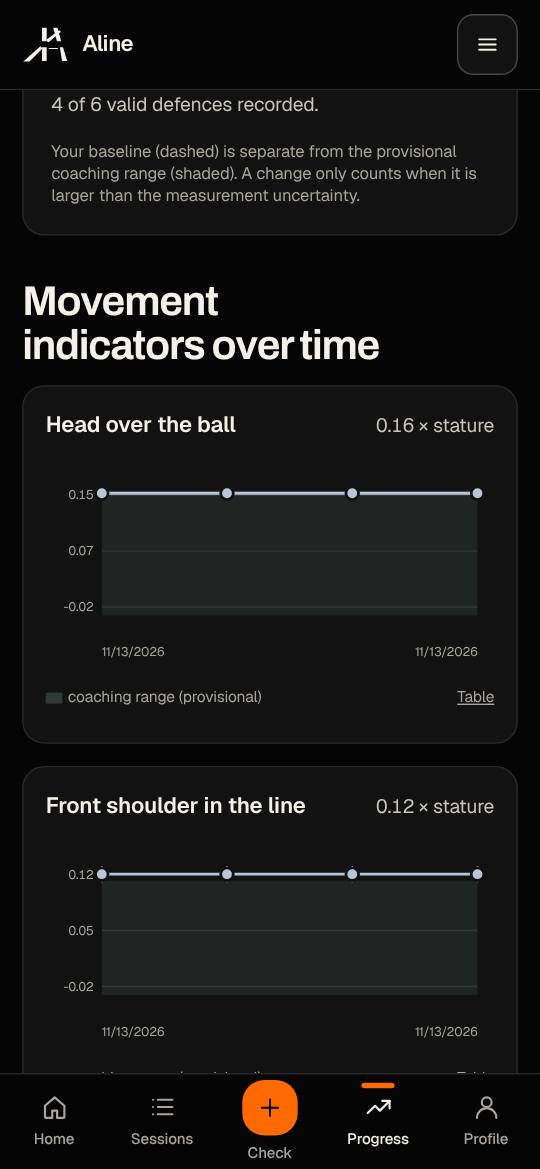 Aline
4 of 6 valid defences recorded.
Your baseline (dashed) is separate from the provisional
coaching range (shaded). A change only counts when it is
larger than the measurement uncertainty.
Movement
indicators over time
Head over the ball
0.16 × stature
0.15
0.07
-0.02
11/13/2026
11/13/2026
coaching range (provisional)
Table
Front shoulder in the line
0.12 × stature
0.12
0.05
-0.02
11/13/2026
11/13/2026
Home
Sessions
Check
Progress
Profile